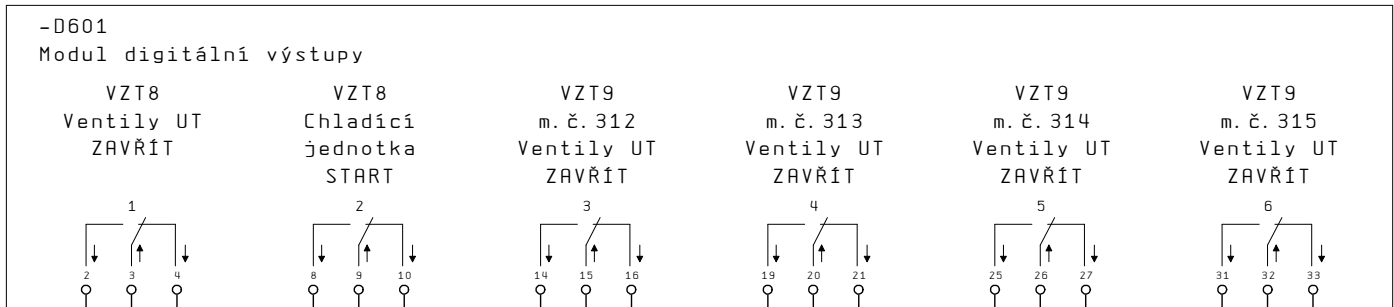 -D601
Modul digitální výstupy
VZT8 VZT8 VZT9 VZT9 VZT9 VZT9
Ventily UT Chladící m.č.312 m.č.313 m.č.314 m.č.315
ZAVŘÍT jednotka Ventily UT Ventily UT Ventily UT Ventily UT
START ZAVŘÍT ZAVŘÍT ZAVŘÍT ZAVŘÍT
1 2 3 4 5 6
2 3 4 8 9 10 14 15 16 19 20 21 25 26 27 31 32 33